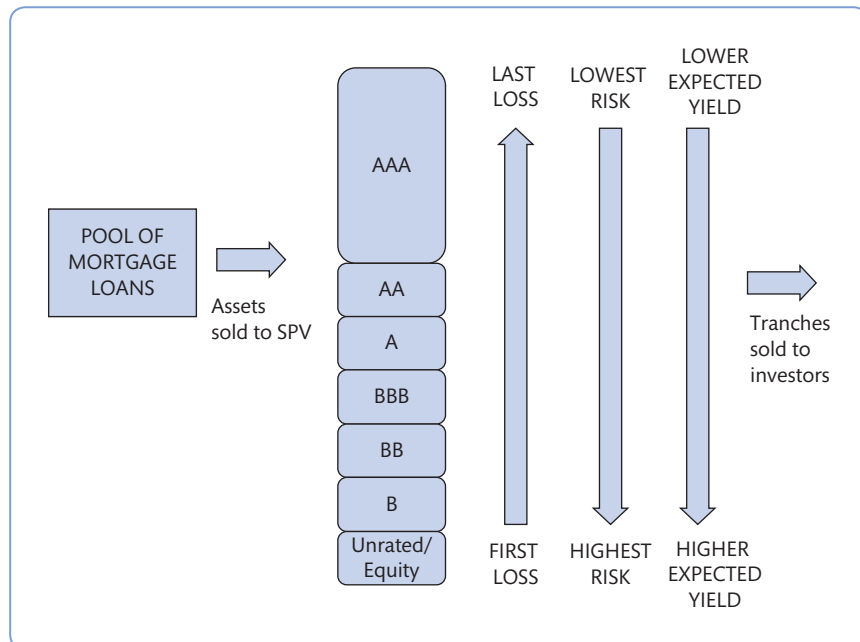 POOL OF
MORTGAGE
LOANS
Assets
sold to SPV
AAA
AA
A
BBB
BB
B
Unrated/
Equity
LAST
LOSS
FIRST
LOSS
LOWEST
RISK
HIGHEST
RISK
LOWER
EXPECTED
YIELD
HIGHER
EXPECTED
YIELD
Tranches
sold to
investors